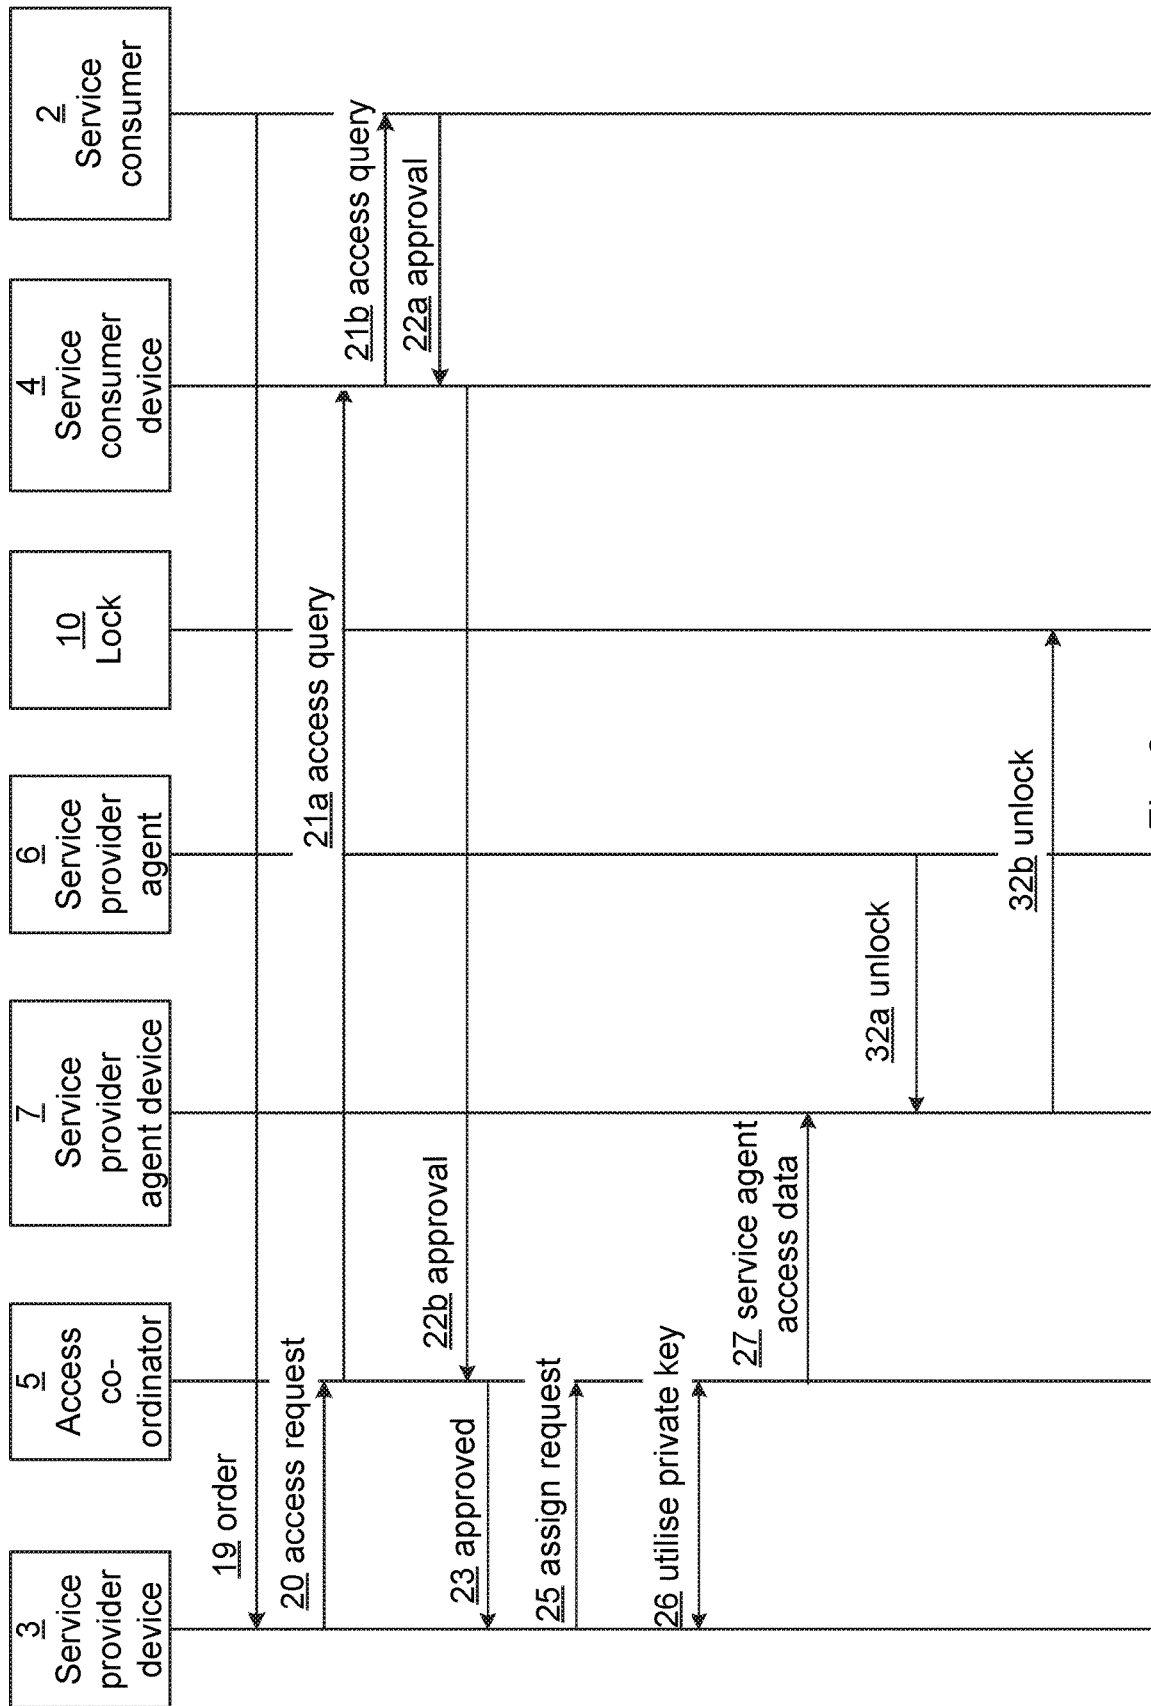 3
Service
provider
device
5
Access
co-
ordinator
7
Service
provider
agent device
6
Service
provider
agent
10
Lock
4
Service
consumer
device
2
Service
consumer
19 order
20 access request
21a access query
21b access query
22a approval
22b approval
23 approved
25 assign request
26 utilise private key
27 service agent
access data
32a unlock
32b unlock